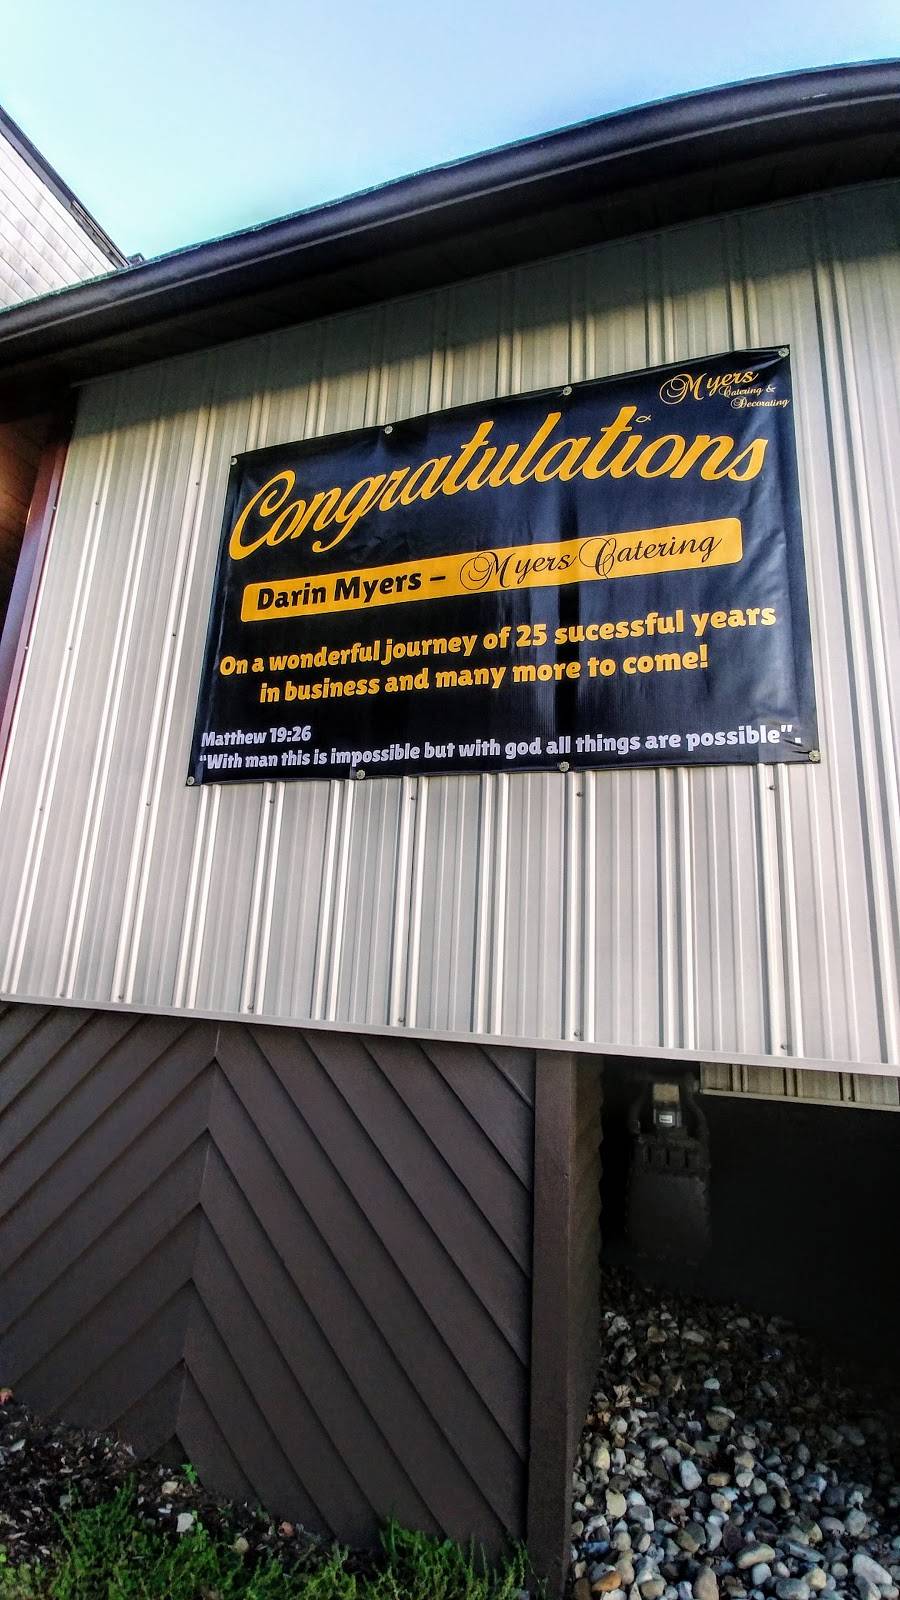 Myers
Catering &
Decorating
Congratulations
Darin Myers – Myers Catering
On a wonderful journey of 25 sucessful years
in business and many more to come!
Matthew 19:26
"With man this is impossible but with god all things are possible".